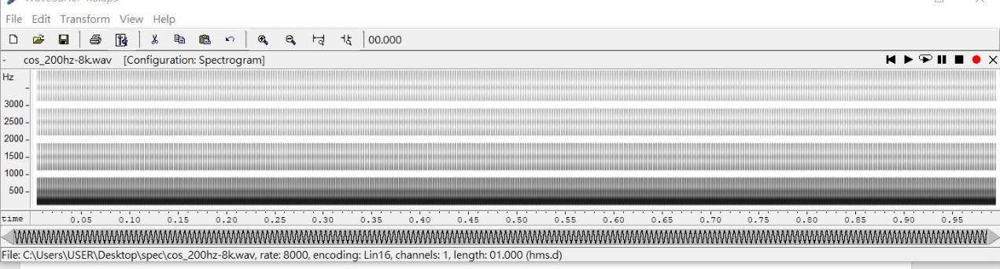 File Edit Transform View Help
00.000
- cos_200hz-8k.wav [Configuration: Spectrogram]
Hz
3000
2500
2000
1500
1000
500
time 0.05 0.10 0.15 0.20 0.25 0.30 0.35 0.40 0.45 0.50 0.55 0.60 0.65 0.70 0.75 0.80 0.85 0.90 0.95
File: C:\Users\USER\Desktop\spec\cos_200hz-8k.wav, rate: 8000, encoding: Lin16, channels: 1, length: 01.000 (hms.d)